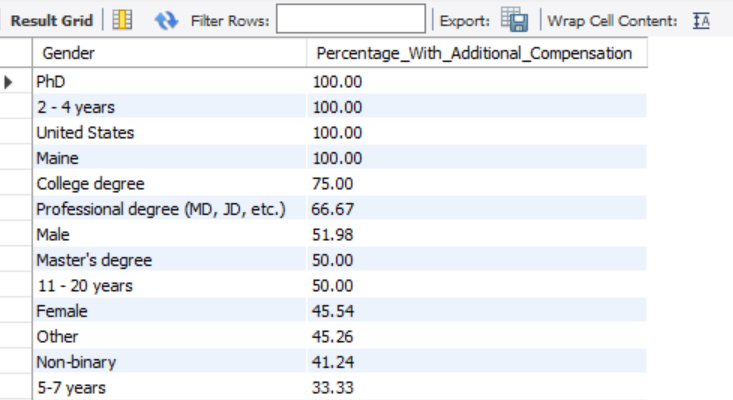 Result Grid Filter Rows: Export: Wrap Cell Content: IA
Gender Percentage_With_Additional_Compensation
PhD 100.00
2 - 4 years 100.00
United States 100.00
Maine 100.00
College degree 75.00
Professional degree (MD, JD, etc.) 66.67
Male 51.98
Master's degree 50.00
11 - 20 years 50.00
Female 45.54
Other 45.26
Non-binary 41.24
5-7 years 33.33